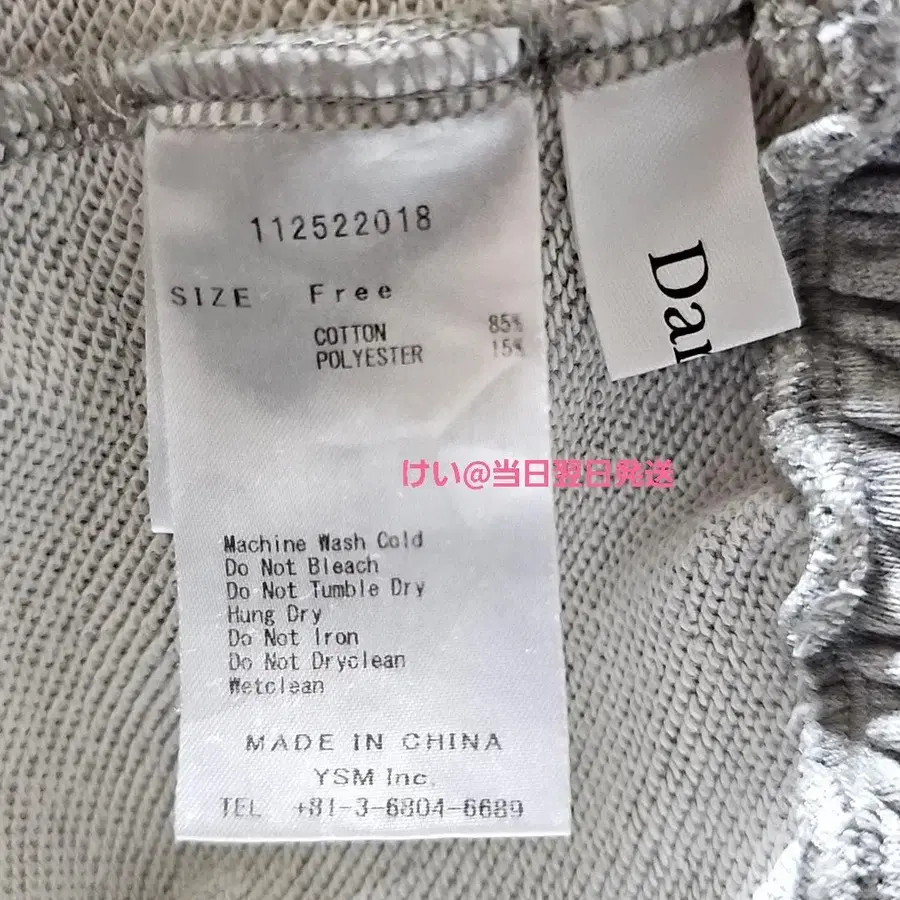 112522018
SIZE Free
COTTON 85%
POLYESTER 15%
Dar
けい@当日翌日発送
Machine Wash Cold
Do Not Bleach
Do Not Tumble Dry
Hung Dry
Do Not Iron
Do Not Dryclean
Wetclean
MADE IN CHINA
YSM Inc.
TEL +81-3-6804-6689